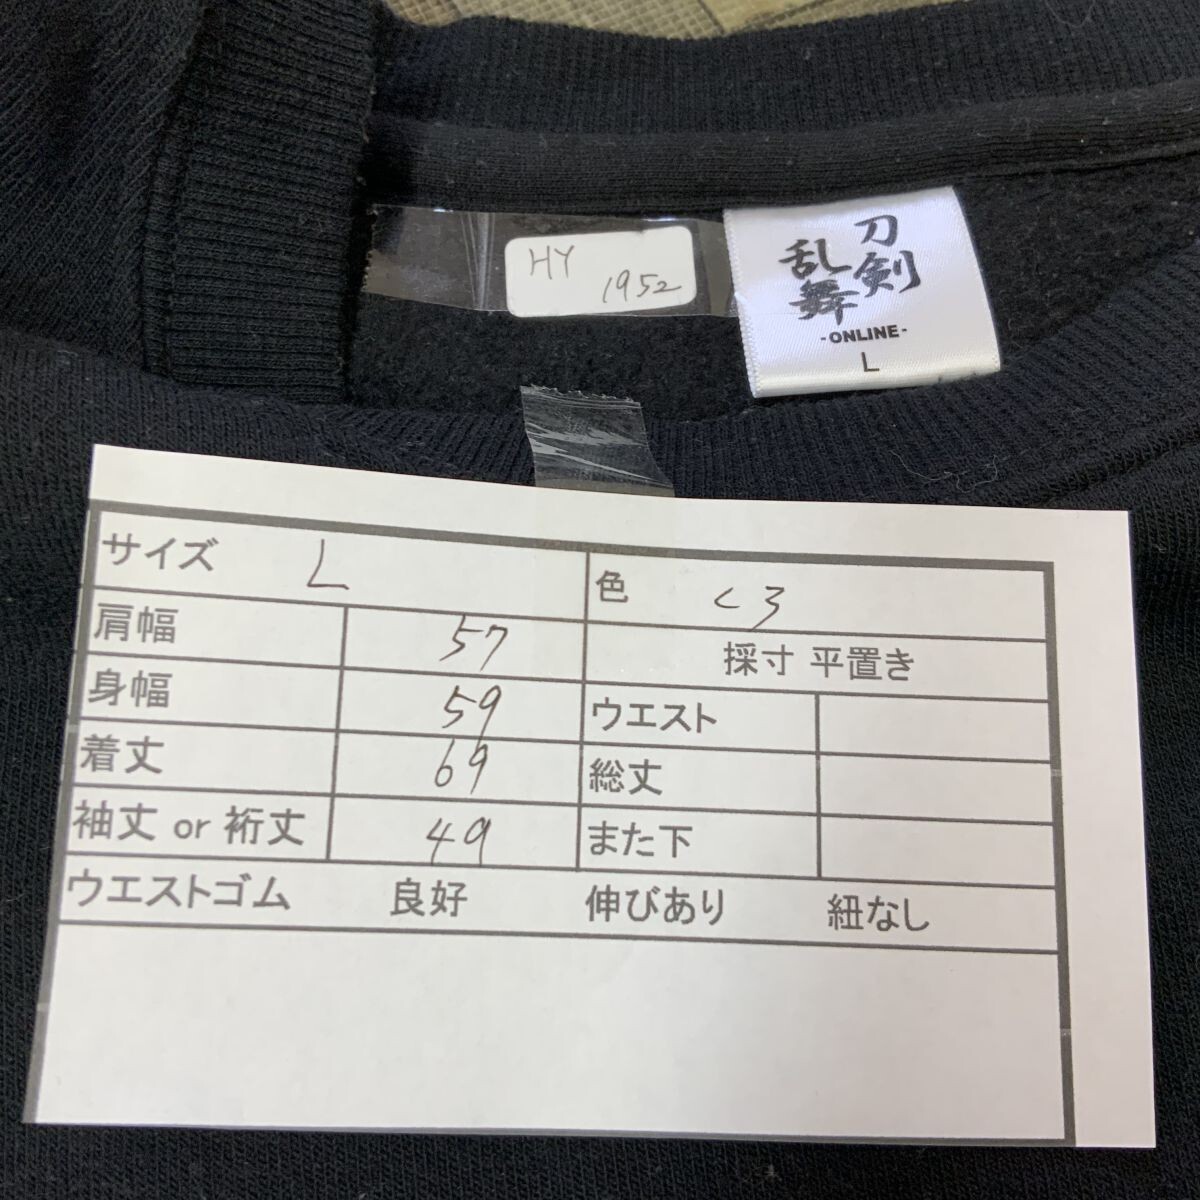 HY
1952
刀剣
乱舞
-ONLINE-
L
サイズ L 色 くろ
肩幅 57 採寸 平置き
身幅 59 ウエスト
着丈 69 総丈
袖丈 or 裄丈 49 また下
ウエストゴム 良好 伸びあり 紐なし